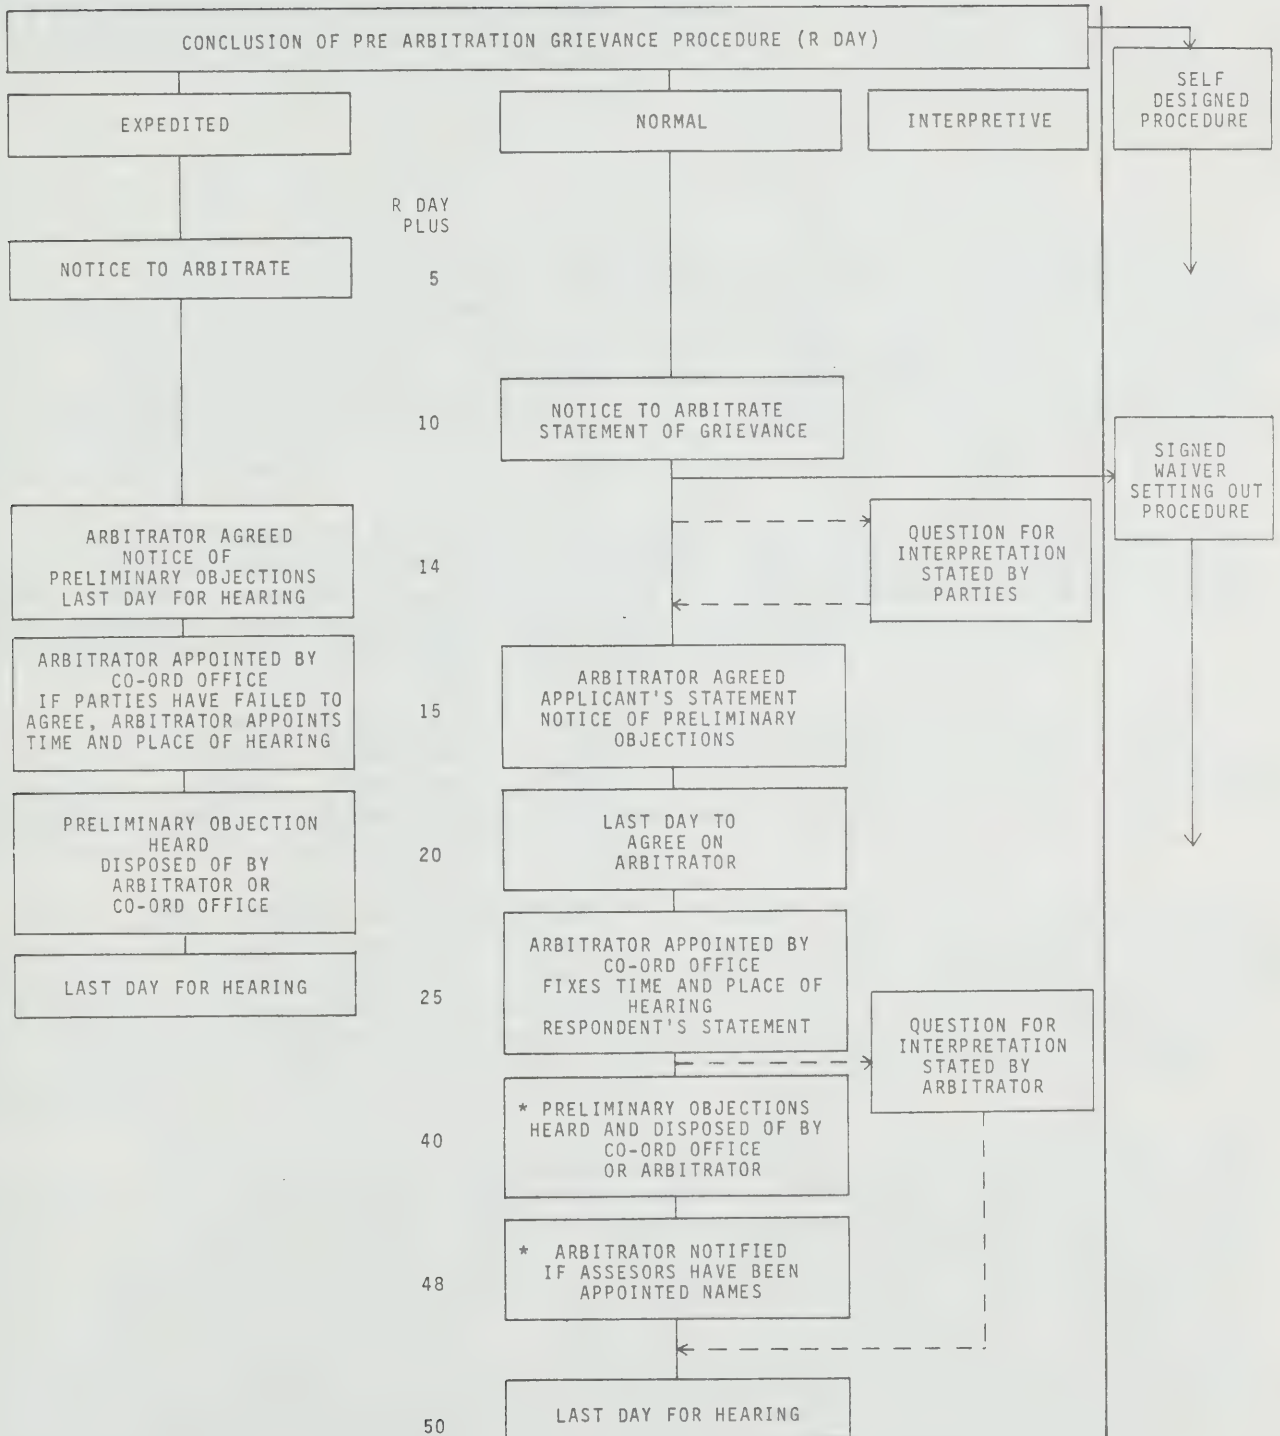 CONCLUSION OF PRE ARBITRATION GRIEVANCE PROCEDURE (R DAY)
SELF
DESIGNED
PROCEDURE
EXPEDITED
NORMAL
INTERPRETIVE
R DAY
PLUS
NOTICE TO ARBITRATE
5
10
NOTICE TO ARBITRATE
STATEMENT OF GRIEVANCE
SIGNED
WAIVER
SETTING OUT
PROCEDURE
ARBITRATOR AGREED
NOTICE OF
PRELIMINARY OBJECTIONS
LAST DAY FOR HEARING
14
QUESTION FOR
INTERPRETATION
STATED BY
PARTIES
ARBITRATOR APPOINTED BY
CO-ORD OFFICE
IF PARTIES HAVE FAILED TO
AGREE, ARBITRATOR APPOINTS
TIME AND PLACE OF HEARING
15
ARBITRATOR AGREED
APPLICANT'S STATEMENT
NOTICE OF PRELIMINARY
OBJECTIONS
PRELIMINARY OBJECTION
HEARD
DISPOSED OF BY
ARBITRATOR OR
CO-ORD OFFICE
20
LAST DAY TO
AGREE ON
ARBITRATOR
LAST DAY FOR HEARING
25
ARBITRATOR APPOINTED BY
CO-ORD OFFICE
FIXES TIME AND PLACE OF
HEARING
RESPONDENT'S STATEMENT
QUESTION FOR
INTERPRETATION
STATED BY
ARBITRATOR
40
* PRELIMINARY OBJECTIONS
HEARD AND DISPOSED OF BY
CO-ORD OFFICE
OR ARBITRATOR
48
* ARBITRATOR NOTIFIED
IF ASSESORS HAVE BEEN
APPOINTED NAMES
50
LAST DAY FOR HEARING